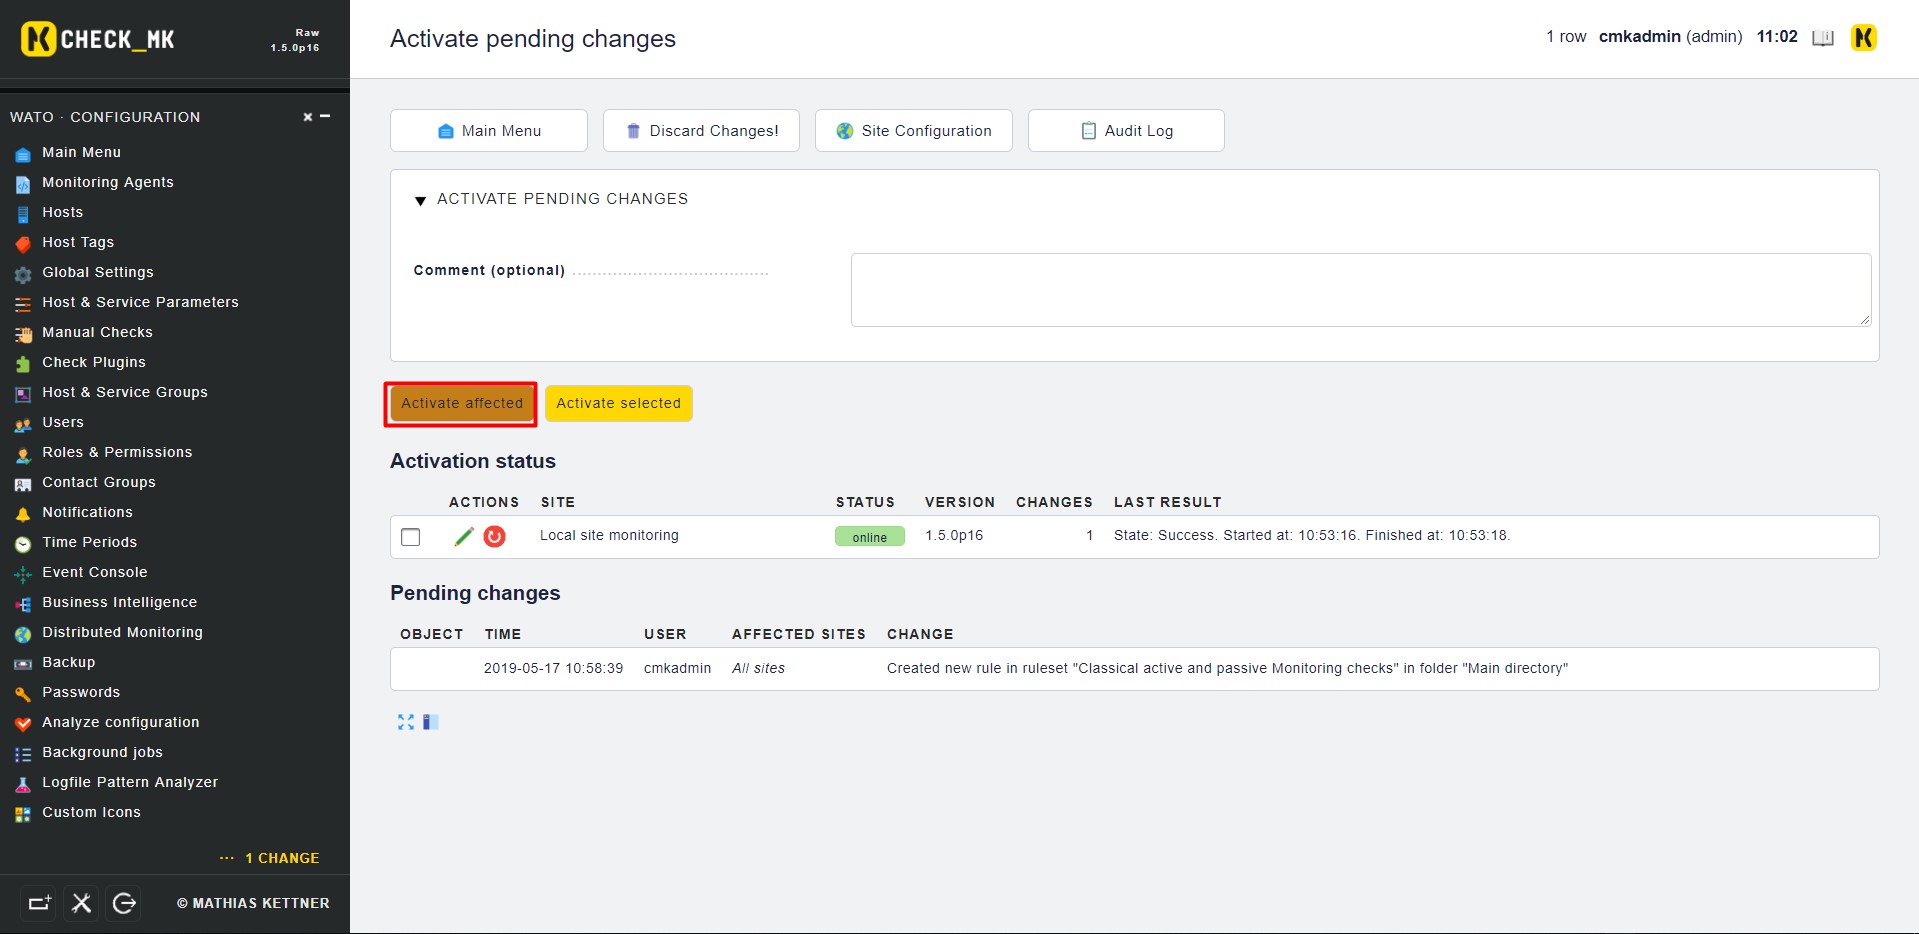 CHECK_MK
Raw
1.5.0p16
Activate pending changes
1 row cmkadmin (admin) 11:02
WATO · CONFIGURATION
Main Menu
Monitoring Agents
Hosts
Host Tags
Global Settings
Host & Service Parameters
Manual Checks
Check Plugins
Host & Service Groups
Users
Roles & Permissions
Contact Groups
Notifications
Time Periods
Event Console
Business Intelligence
Distributed Monitoring
Backup
Passwords
Analyze configuration
Background jobs
Logfile Pattern Analyzer
Custom Icons
... 1 CHANGE
© MATHIAS KETTNER
Main Menu Discard Changes! Site Configuration Audit Log
ACTIVATE PENDING CHANGES
Comment (optional)
Activate affected Activate selected
Activation status
ACTIONS SITE STATUS VERSION CHANGES LAST RESULT
Local site monitoring online 1.5.0p16 1 State: Success. Started at: 10:53:16. Finished at: 10:53:18.
Pending changes
OBJECT TIME USER AFFECTED SITES CHANGE
2019-05-17 10:58:39 cmkadmin All sites Created new rule in ruleset "Classical active and passive Monitoring checks" in folder "Main directory"